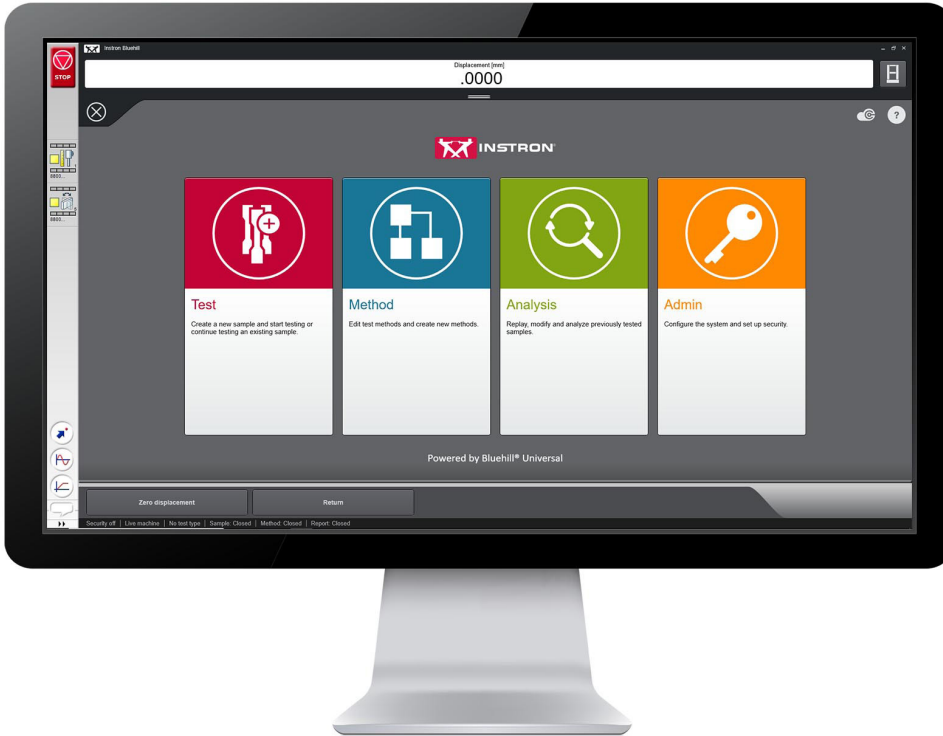 STOP
Instron Bluehill
Displacement [mm]
.0000
?
8800...
8800...
INSTRON
Test
Create a new sample and start testing or
continue testing an existing sample.
Method
Edit test methods and create new methods.
Analysis
Replay, modify and analyze previously tested
samples.
Admin
Configure the system and set up security.
Powered by Bluehill® Universal
Zero displacement
Return
Security off | Live machine | No test type | Sample: Closed | Method: Closed | Report: Closed